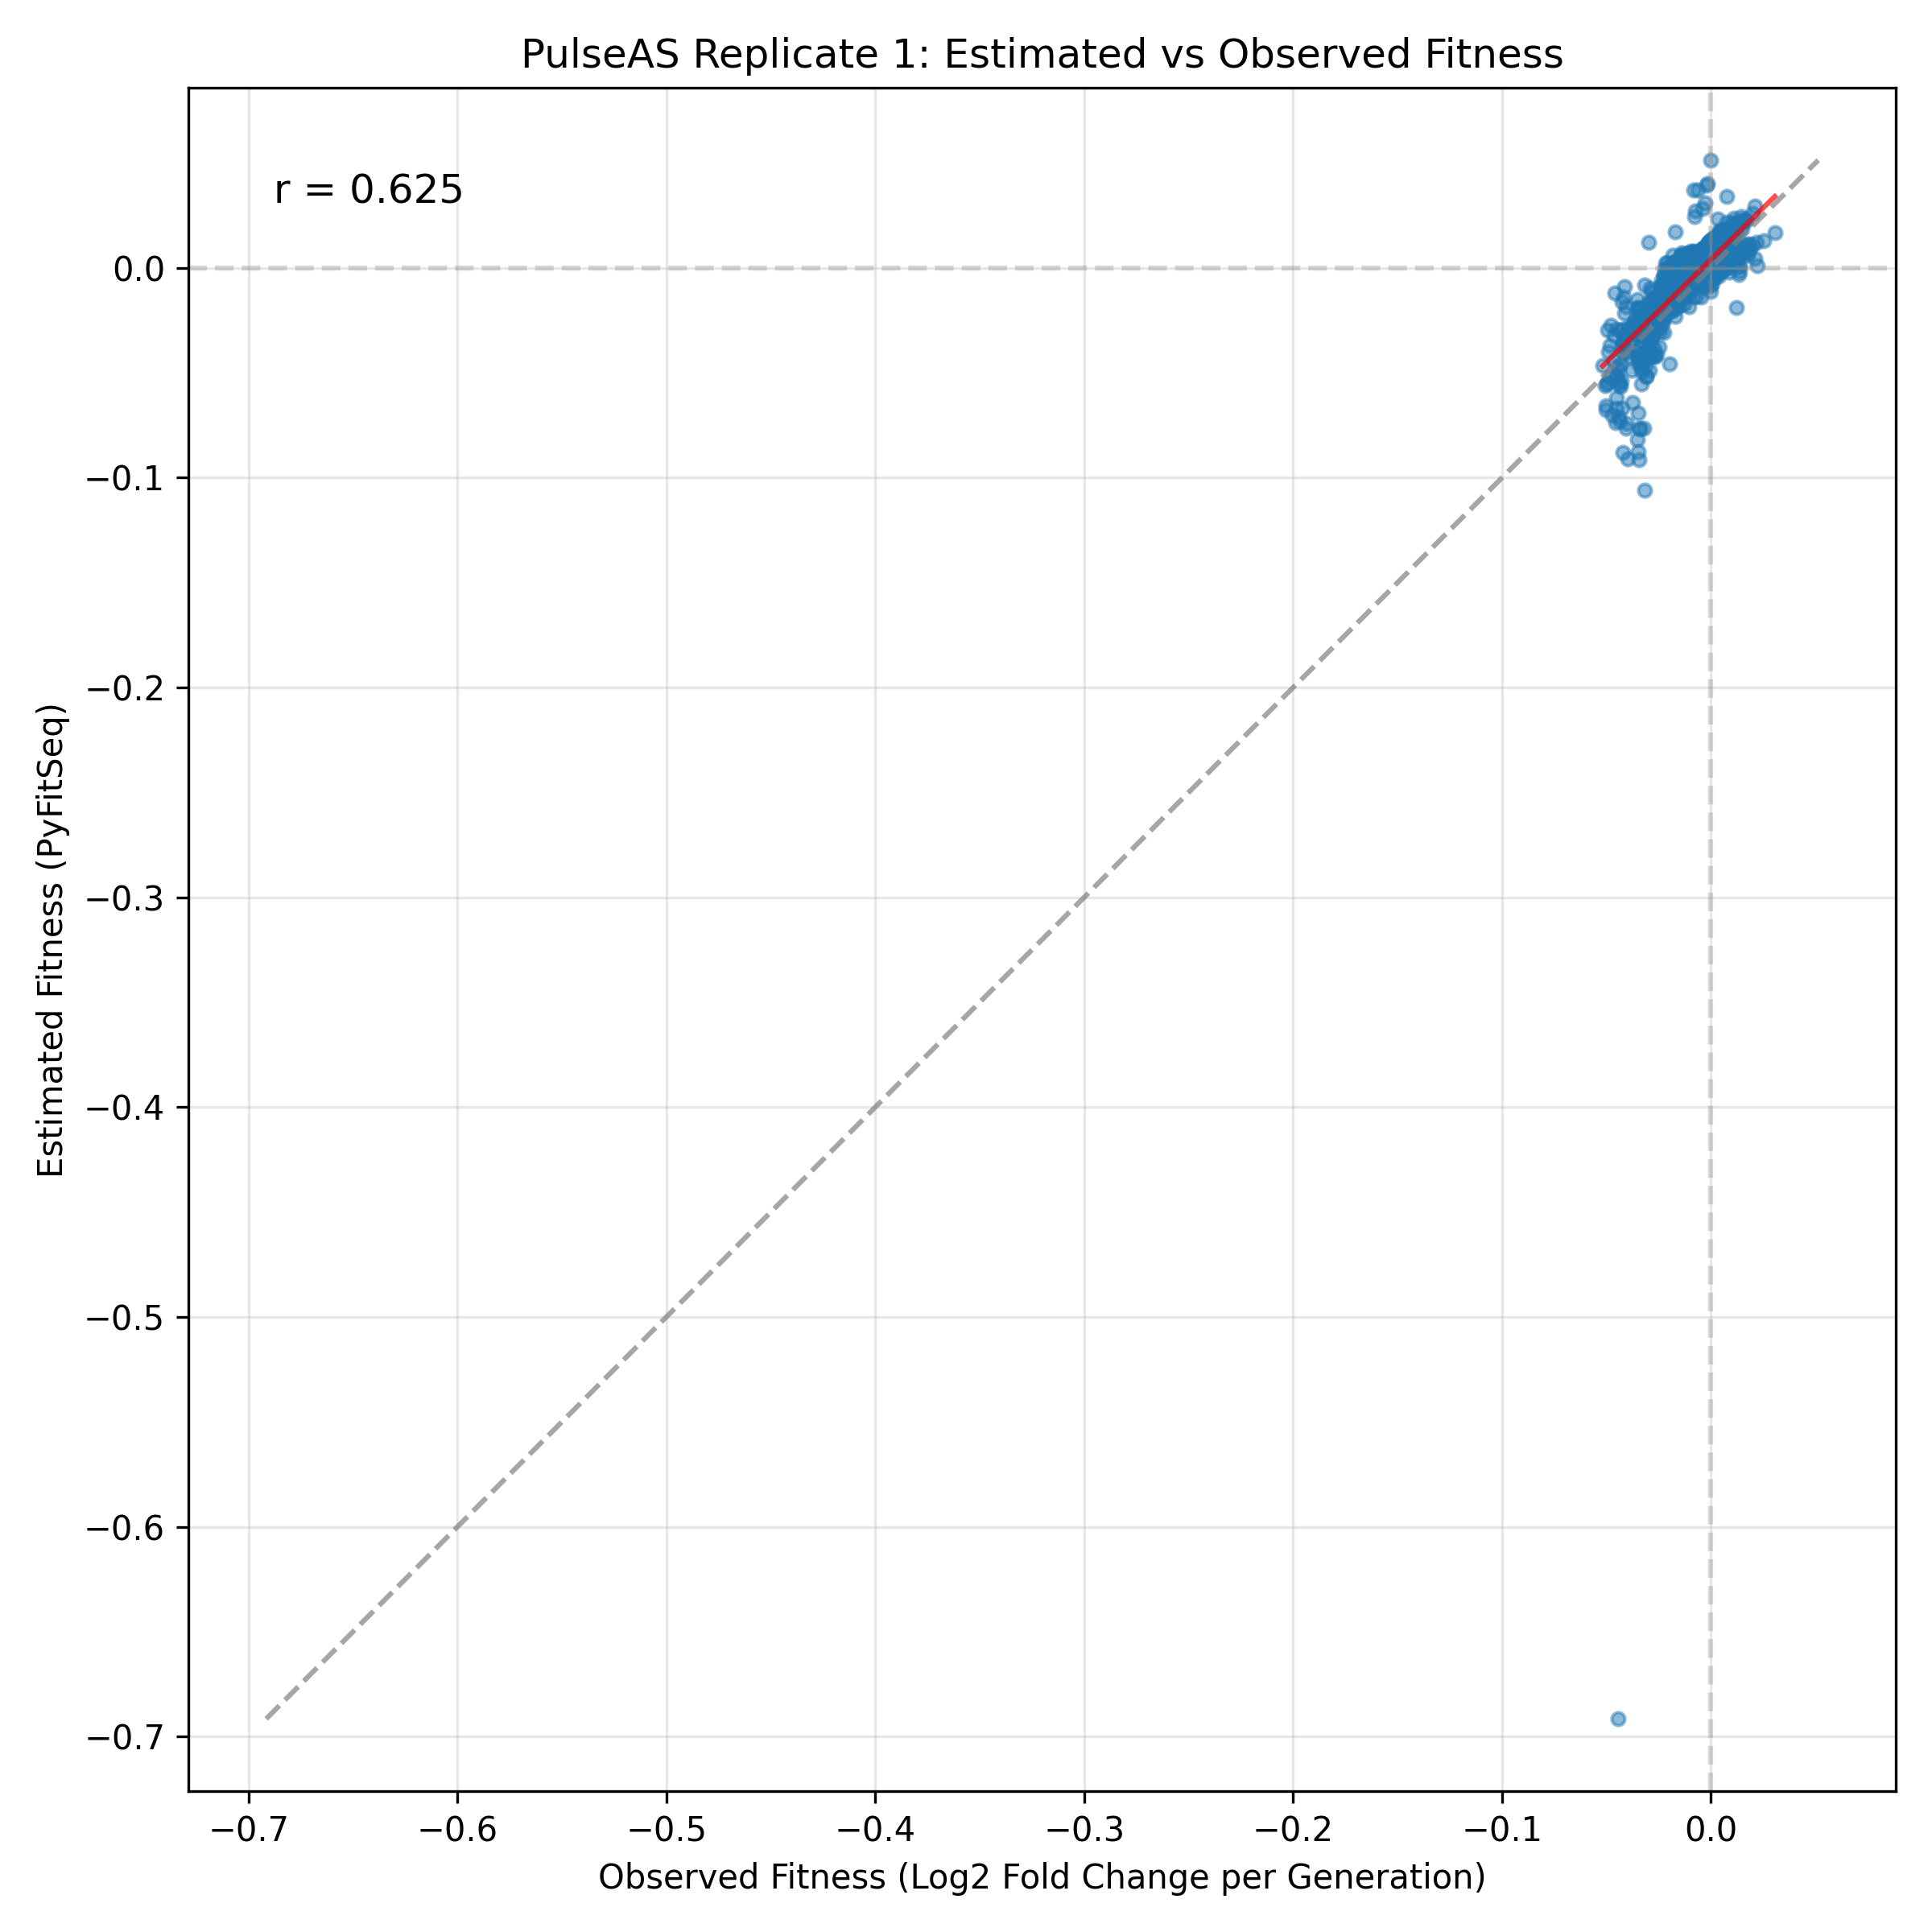 PulseAS Replicate 1: Estimated vs Observed Fitness
r = 0.625
Estimated Fitness (PyFitSeq)
0.0
−0.1
−0.2
−0.3
−0.4
−0.5
−0.6
−0.7
−0.7 −0.6 −0.5 −0.4 −0.3 −0.2 −0.1 0.0
Observed Fitness (Log2 Fold Change per Generation)